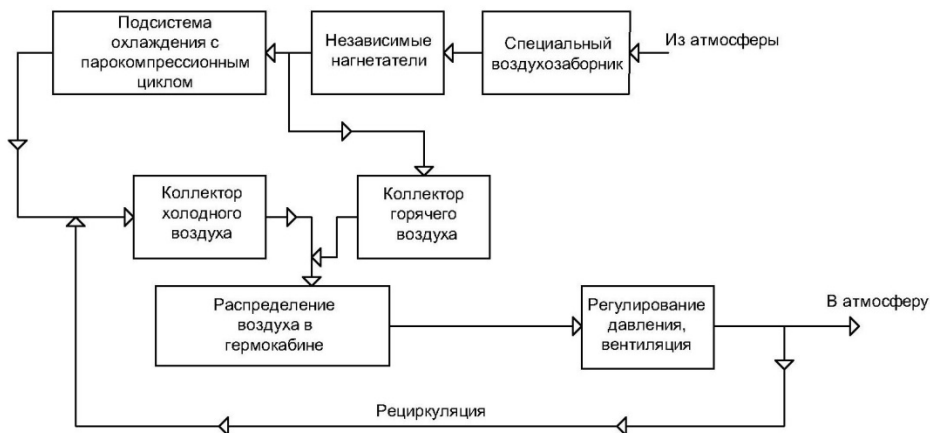 Подсистема
охлаждения с
парокомпрессионным
циклом
Независимые
нагнетатели
Специальный
воздухозаборник
Из атмосферы
Коллектор
холодного
воздуха
Коллектор
горячего
воздуха
Распределение
воздуха в
гермокабине
Регулирование
давления,
вентиляция
В атмосферу
Рециркуляция